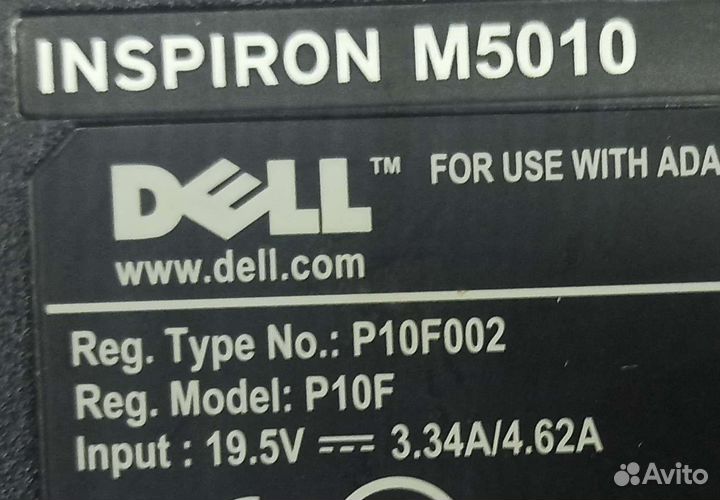 INSPIRON M5010
DELL™ FOR USE WITH ADA
www.dell.com
Reg. Type No.: P10F002
Reg. Model: P10F
Input : 19.5V ⎓ 3.34A/4.62A
Avito